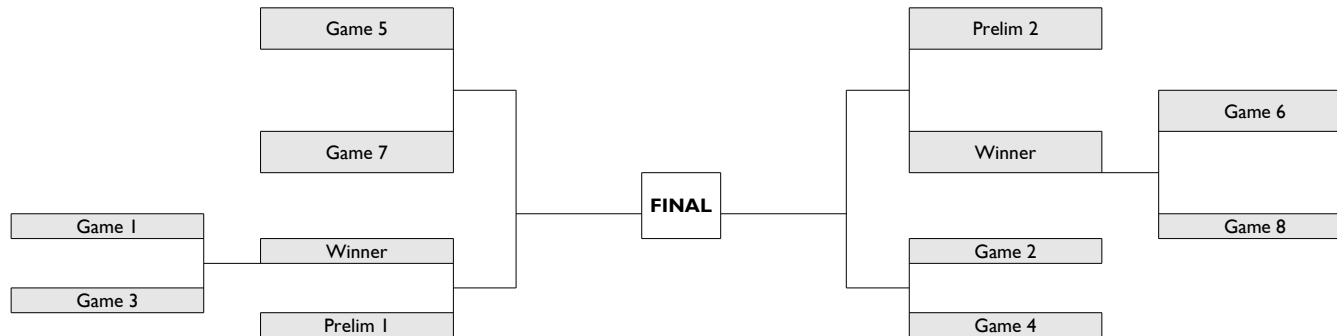 Game 5
Prelim 2
Game 6
Game 7
Winner
FINAL
Game 1
Game 8
Winner
Game 2
Game 3
Prelim 1
Game 4